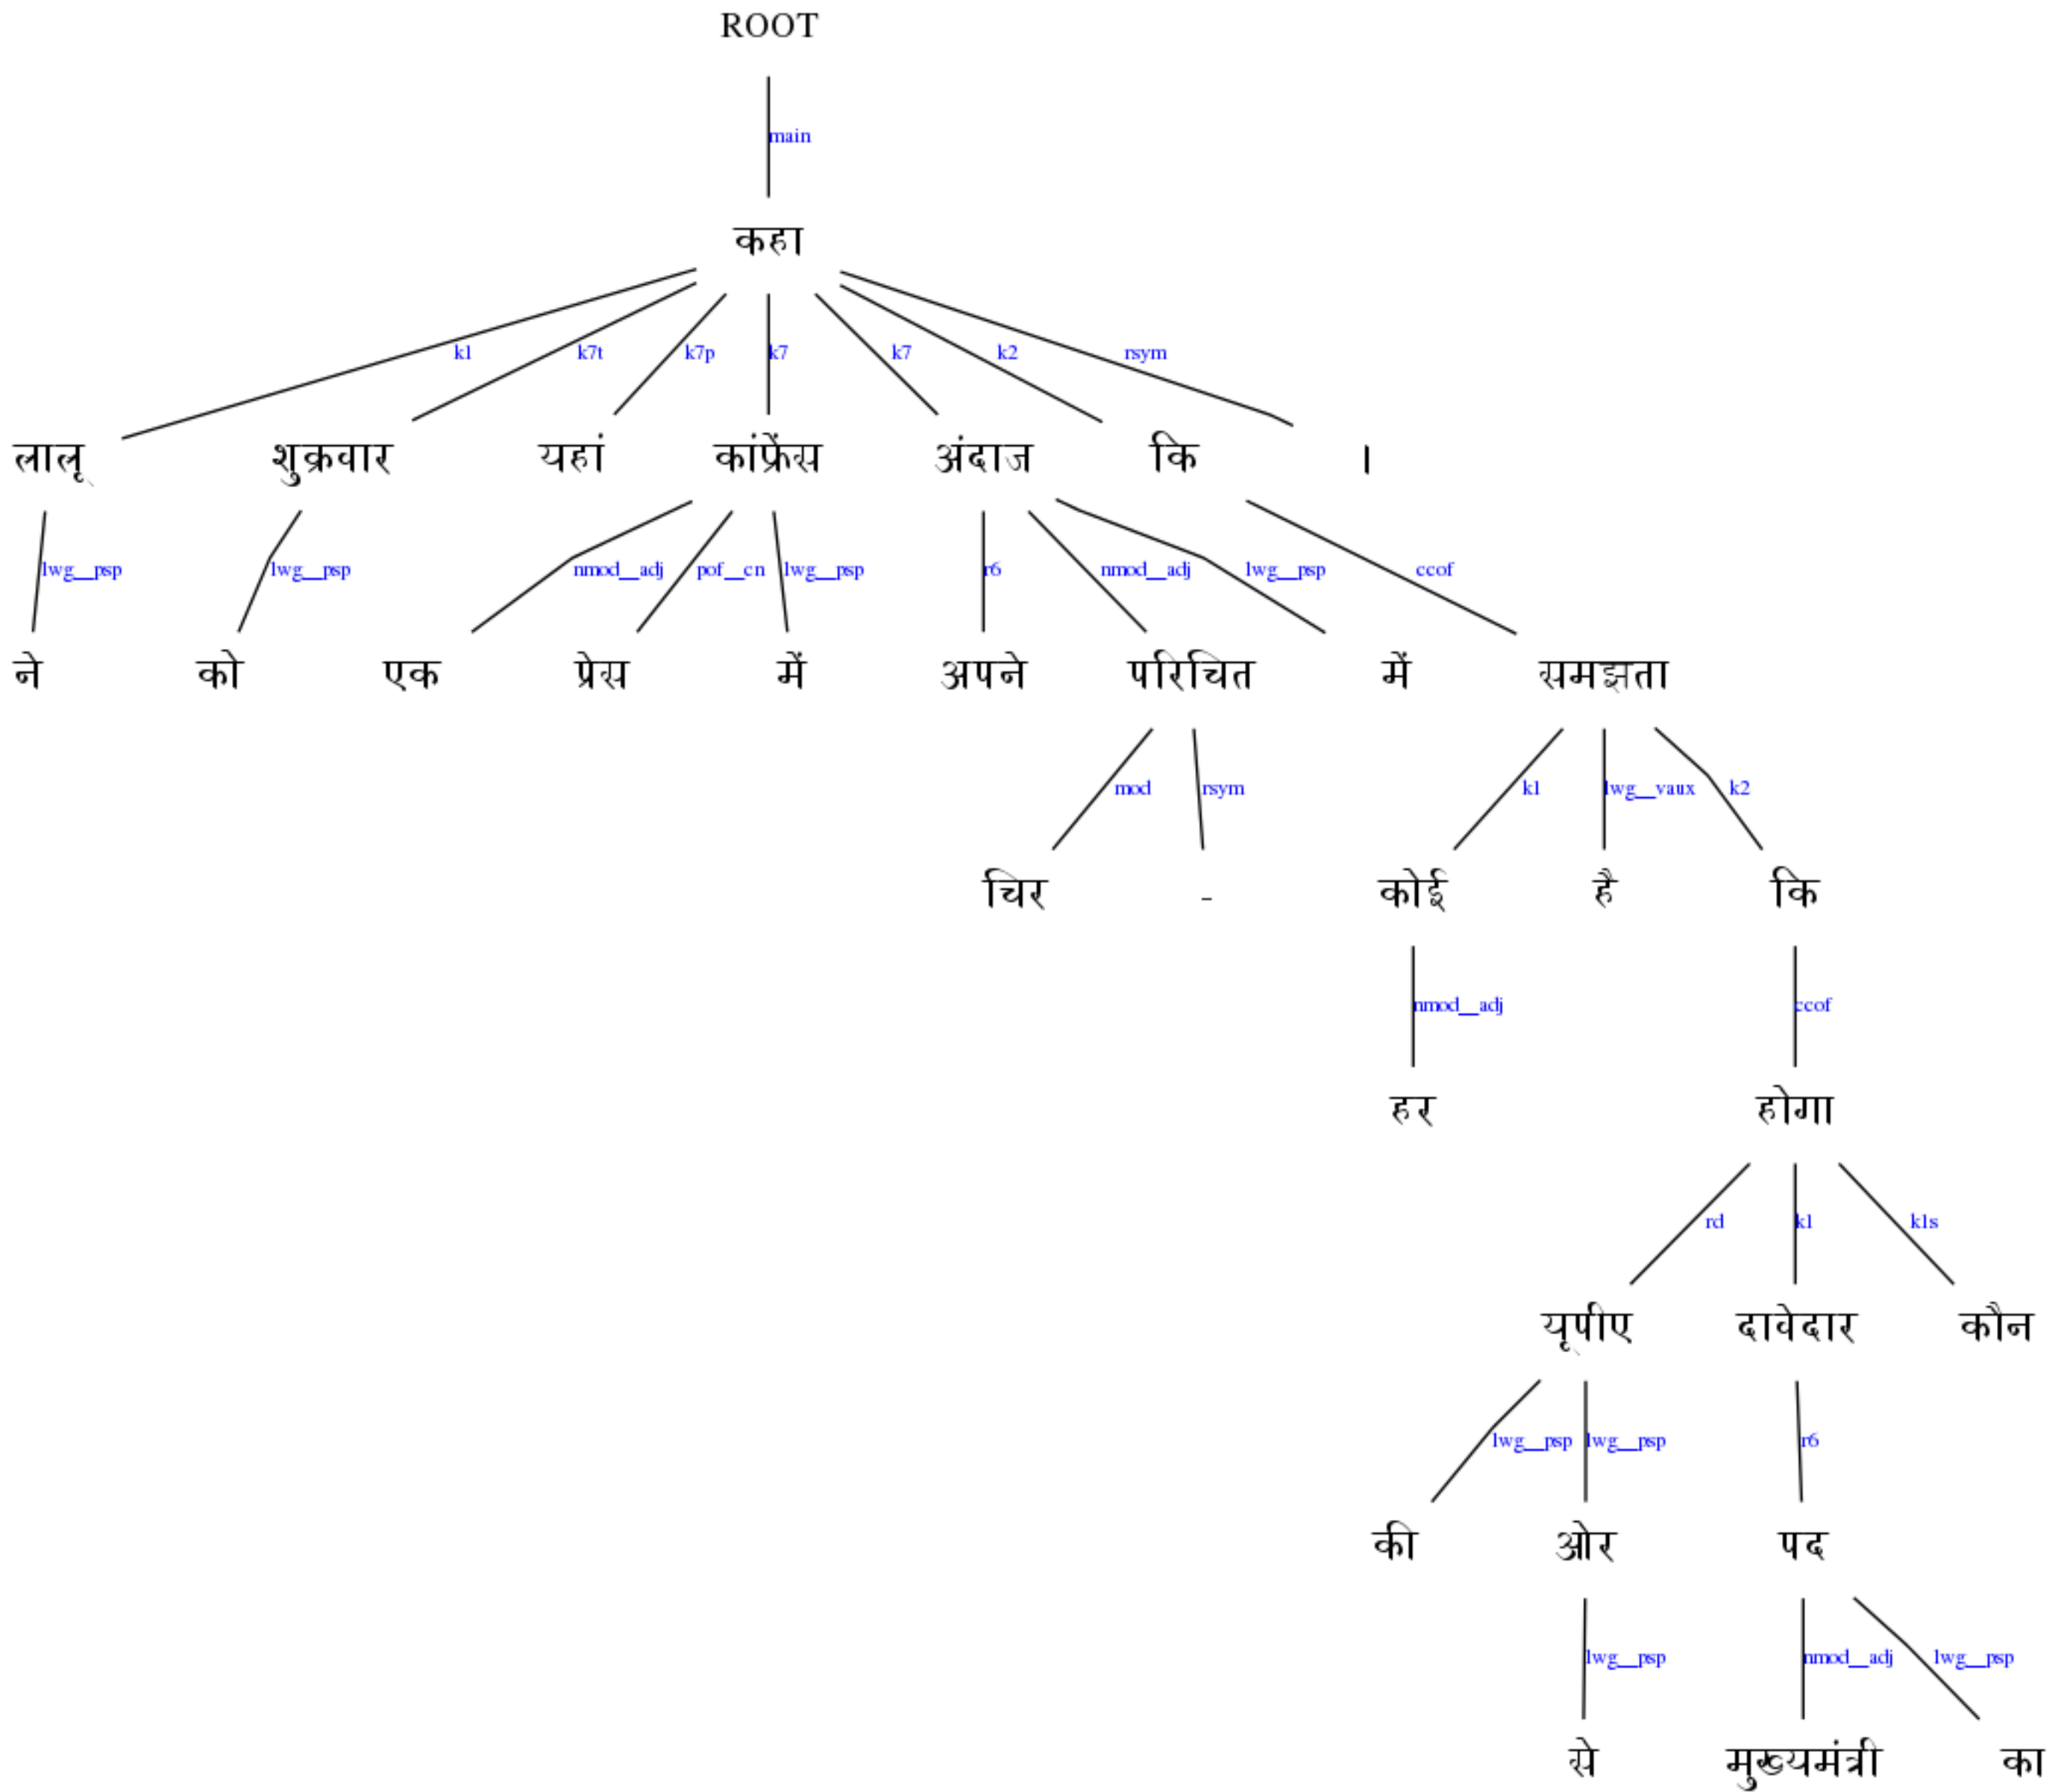 ROOT
main
कहा
k1 k7t k7p k7 k7 k2 rsym
लालू शुक्रवार यहां कांफ्रेंस अंदाज कि ।
lwg__psp lwg__psp nmod__adj pof__cn lwg__psp r6 nmod__adj lwg__psp ccof
ने को एक प्रेस में अपने परिचित में समझता
mod rsym k1 lwg__vaux k2
चिर - कोई है कि
nmod__adj ccof
हर होगा
rd k1 k1s
यूपीए दावेदार कौन
lwg__psp lwg__psp r6
की ओर पद
lwg__psp nmod__adj lwg__psp
से मुख्यमंत्री का